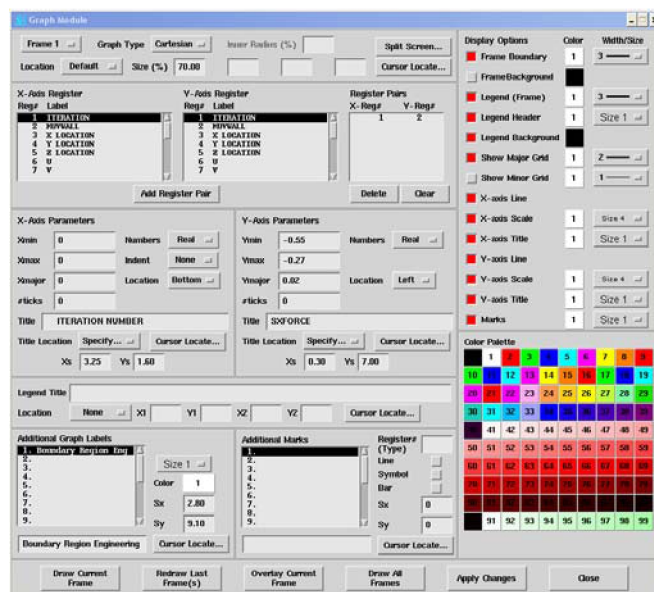 Graph Module
Frame 1 Graph Type Cartesian Inner Radius (%) Split Screen...
Location Default Size (%) 70.00 Cursor Locate...
X-Axis Register Y-Axis Register Register Pairs
Reg# Label Reg# Label X-Reg# Y-Reg#
1 ITERATION 1 ITERATION 1 2
2 MUVWALL 2 MUVWALL
3 X LOCATION 3 X LOCATION
4 Y LOCATION 4 Y LOCATION
5 Z LOCATION 5 Z LOCATION
6 U 6 U
7 V 7 V
Add Register Pair Delete Clear
X-Axis Parameters Y-Axis Parameters
Xmin 0 Numbers Real Ymin -0.55 Numbers Real
Xmax 0 Indent None Ymax -0.27
Xmajor 0 Location Bottom Ymajor 0.02 Location Left
#ticks 0 #ticks 0
Title ITERATION NUMBER Title SXFORCE
Title Location Specify... Cursor Locate... Title Location Specify... Cursor Locate...
Xs 3.25 Ys 1.60 Xs 0.30 Ys 7.00
Legend Title
Location None X1 Y1 X2 Y2 Cursor Locate...
Additional Graph Labels Additional Marks Register# (Type)
1. Boundary Region Eng 1. Line
2. 2. Symbol
3. Size 1 3. Bar
4. 4.
5. Color 1 5.
6. 6.
7. Sx 2.80 7. Sx 0
8. 8.
9. Sy 9.10 9. Sy 0
Boundary Region Engineering Cursor Locate... Cursor Locate...
Display Options Color Width/Size
Frame Boundary 1 3
FrameBackground
Legend (Frame) 1 3
Legend Header 1 Size 1
Legend Background
Show Major Grid 1 2
Show Minor Grid 1 1
X-axis Line
X-axis Scale 1 Size 4
X-axis Title 1 Size 1
Y-axis Line
Y-axis Scale 1 Size 4
Y-axis Title 1 Size 1
Marks 1 Size 1
Color Palette
1 2 3 5 6 7 8 9
10 12 13 14 15 16 17 19
20 21 22 23 24 25 26 27 28 29
30 31 32 33
41 42 43 44 45 46 47 48 49
50 51 52 53 54 55 56 57 58 59
60 61 62 63 64 65 66 67 68 69
91 92 93 94 95 96 97 98 99
Draw Current Frame Redraw Last Frame(s) Overlay Current Frame Draw All Frames Apply Changes Close